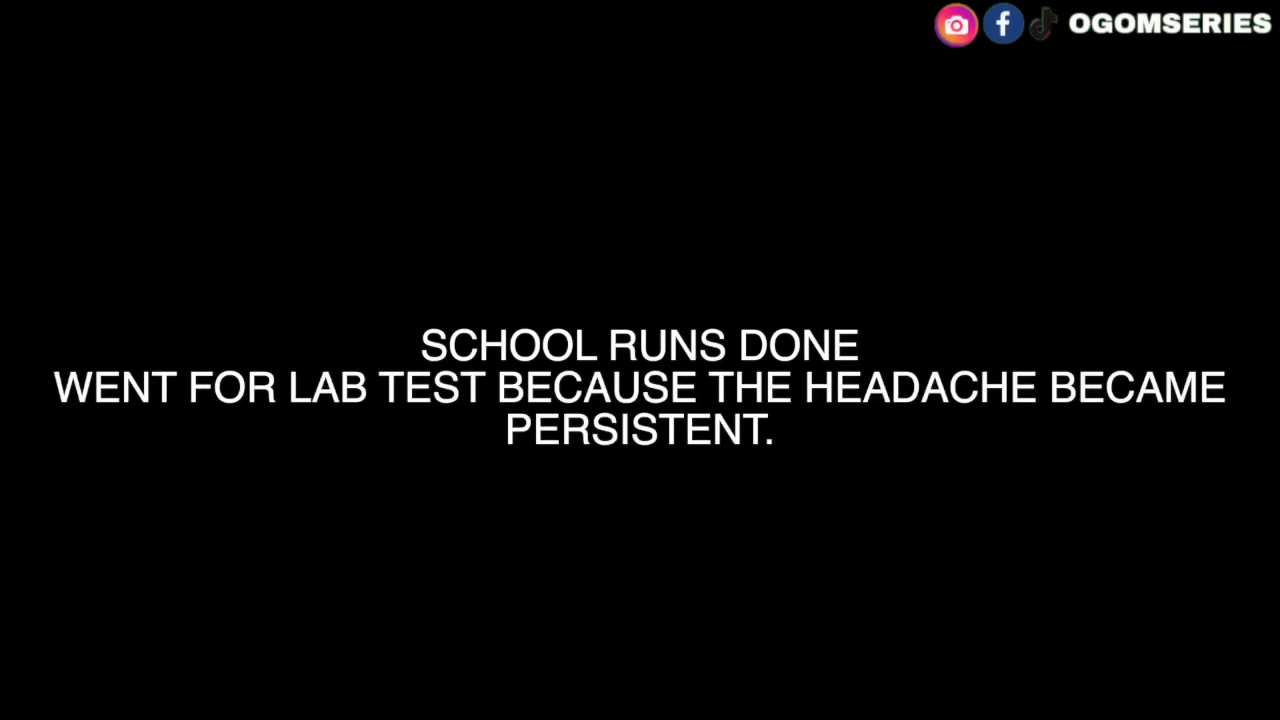 OGOMSERIES
SCHOOL RUNS DONE
WENT FOR LAB TEST BECAUSE THE HEADACHE BECAME
PERSISTENT.